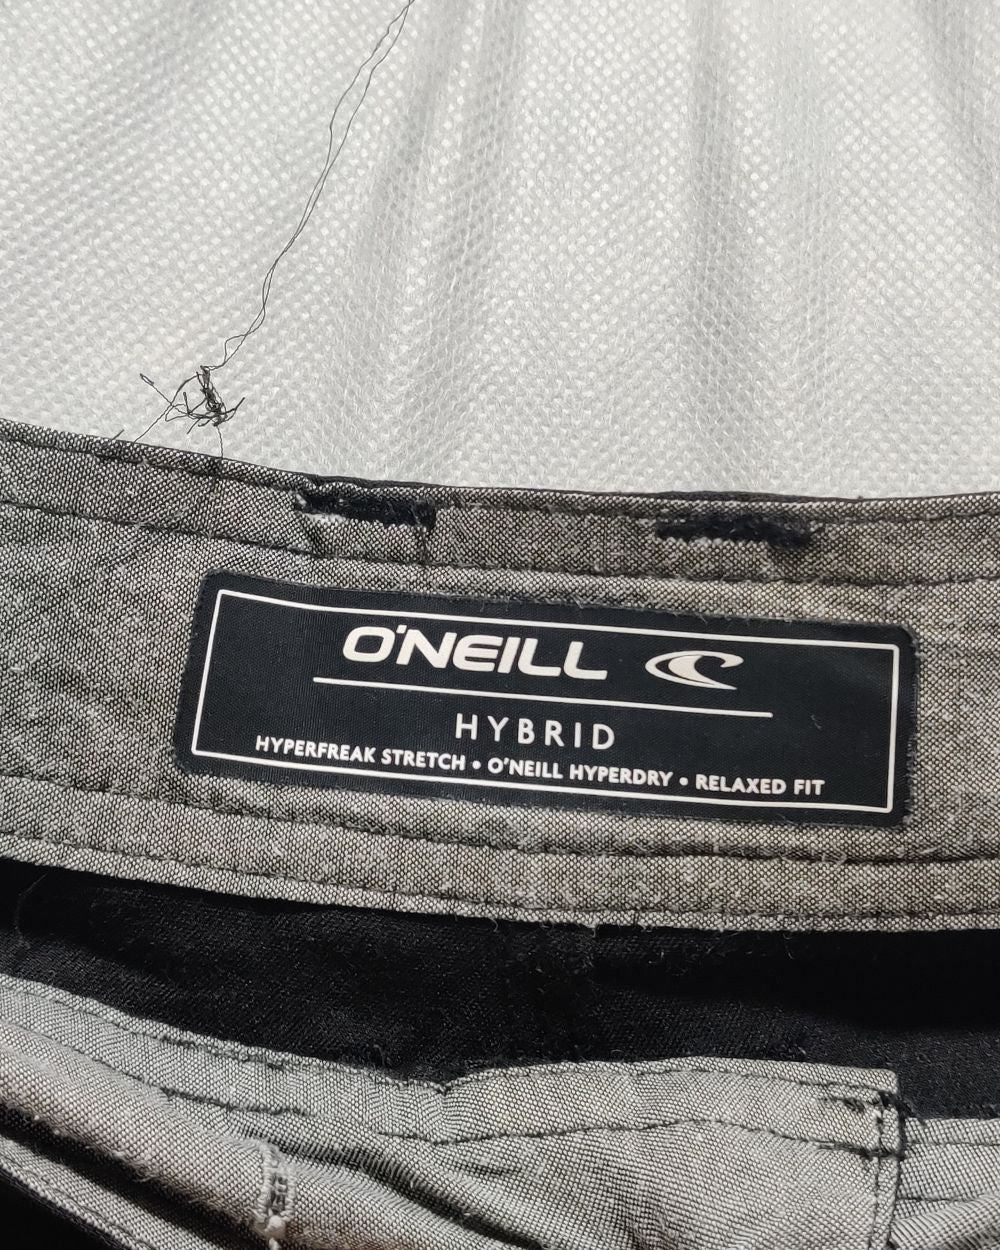 O'NEILL
HYBRID
HYPERFREAK STRETCH • O'NEILL HYPERDRY • RELAXED FIT